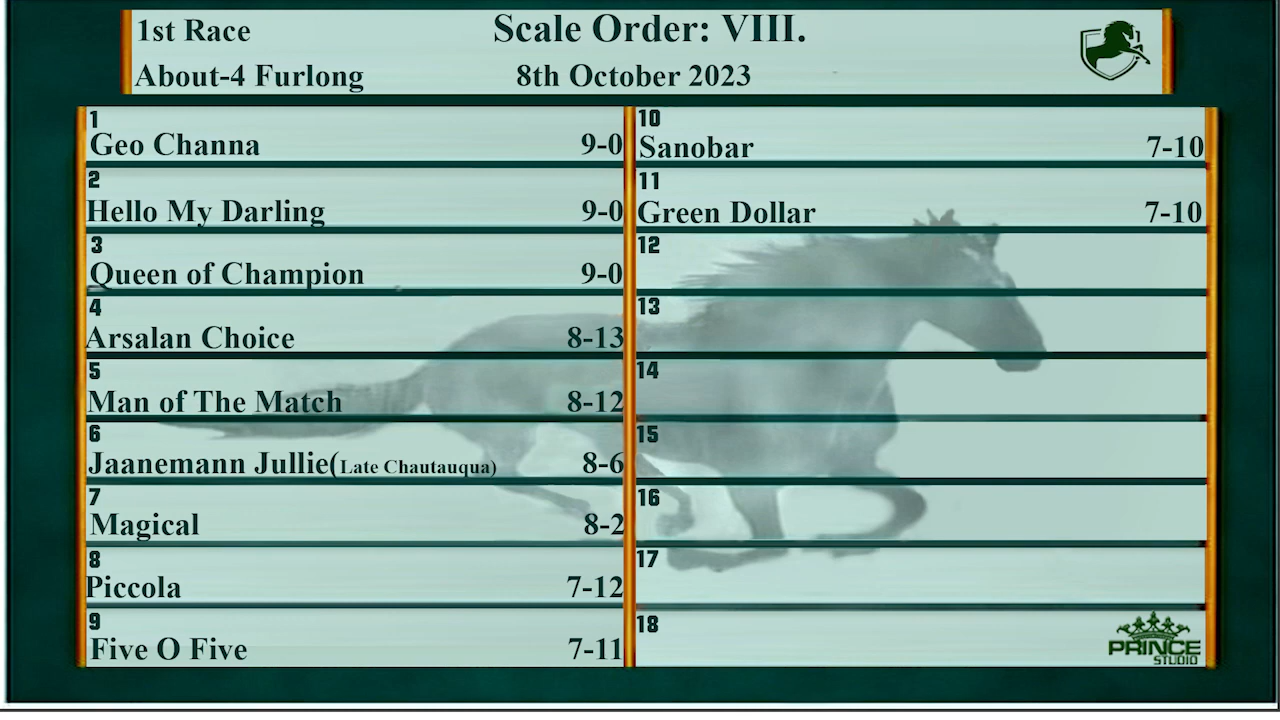 1st Race
Scale Order: VIII.
About-4 Furlong
8th October 2023
1
Geo Channa 9-0
2
Hello My Darling 9-0
3
Queen of Champion 9-0
4
Arsalan Choice 8-13
5
Man of The Match 8-12
6
Jaanemann Jullie(Late Chautauqua) 8-6
7
Magical 8-2
8
Piccola 7-12
9
Five O Five 7-11
10
Sanobar 7-10
11
Green Dollar 7-10
12
13
14
15
16
17
18
PRINCE
STUDIO